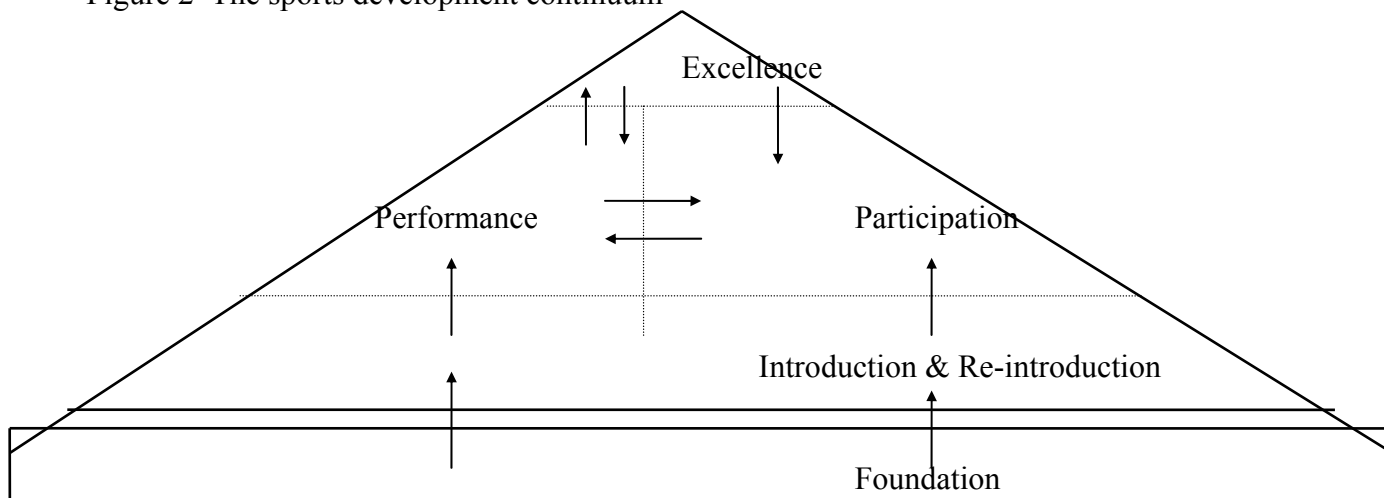 Figure 2 The sports development continuum
Excellence
Performance
Participation
Introduction & Re-introduction
Foundation